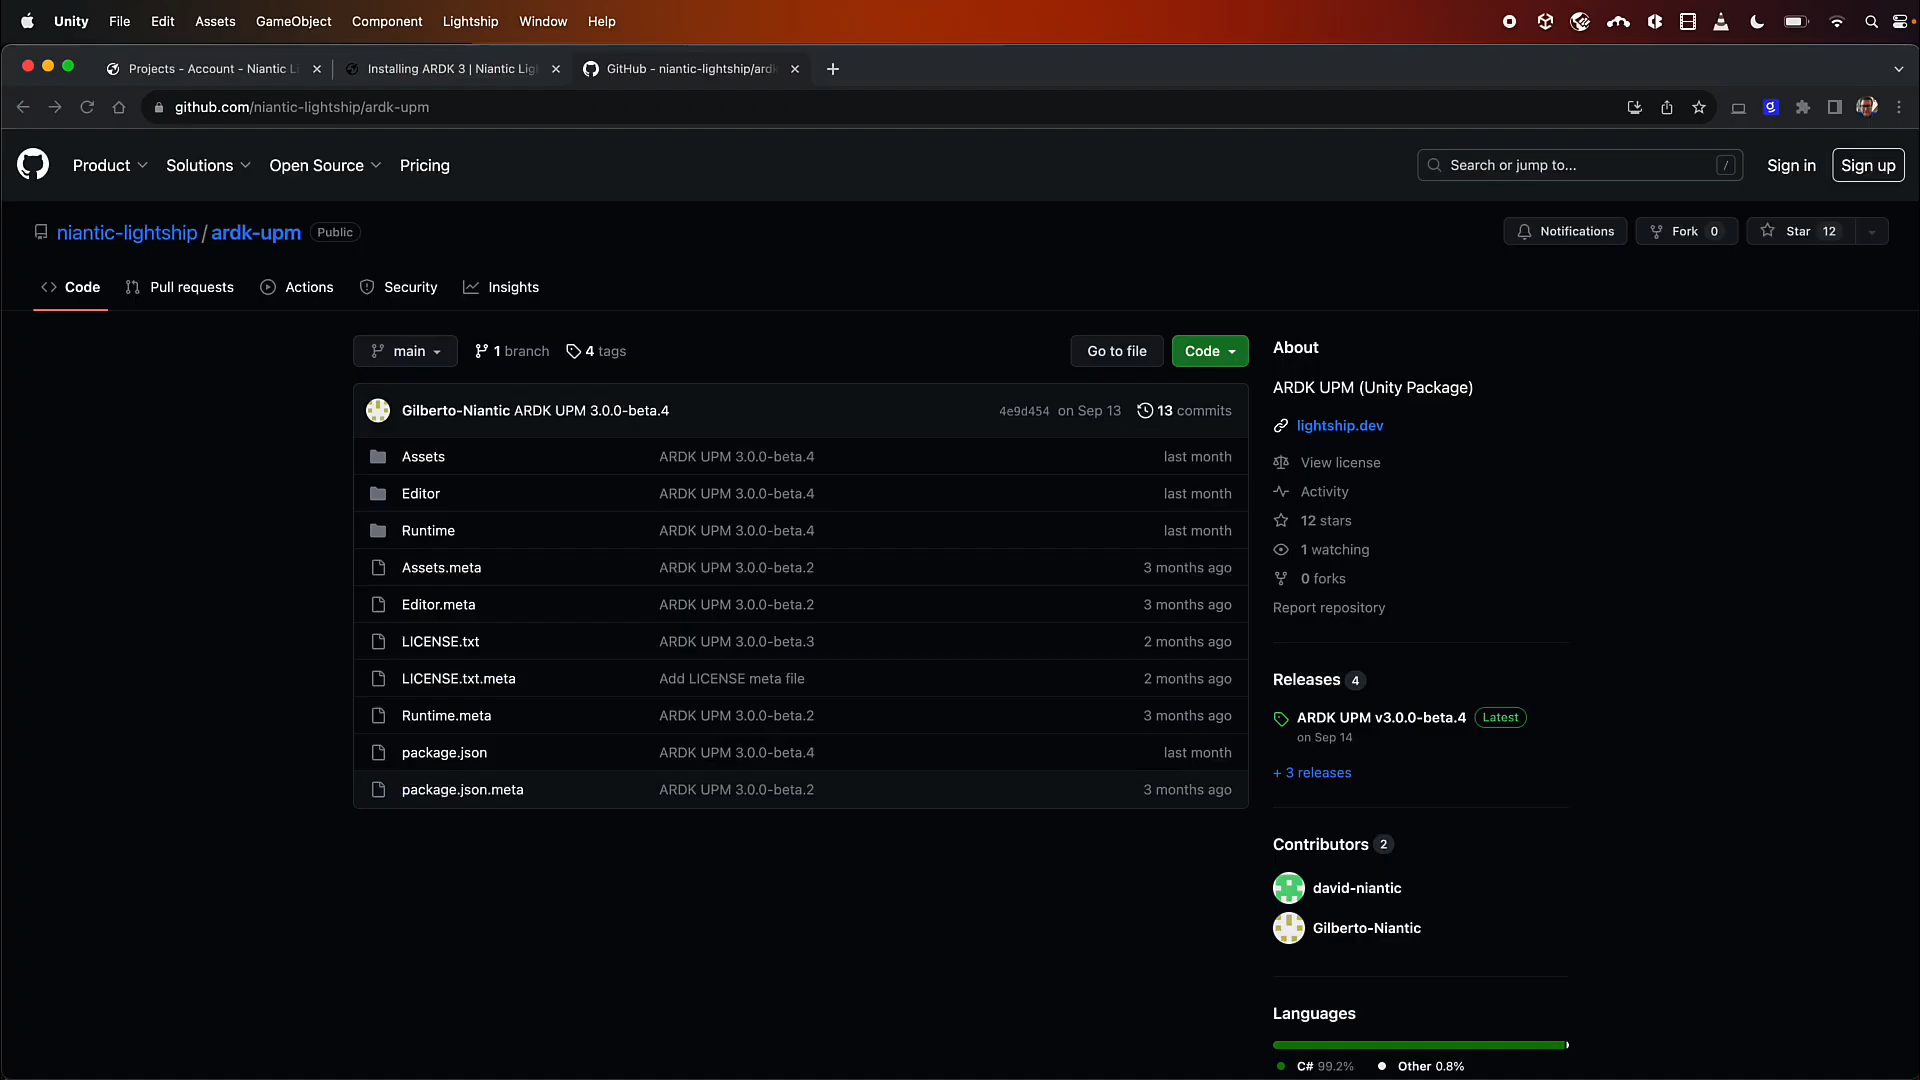 Unity File Edit Assets GameObject Component Lightship Window Help
Projects - Account - Niantic Li
Installing ARDK 3 | Niantic Lig
GitHub - niantic-lightship/ardk
github.com/niantic-lightship/ardk-upm
Product Solutions Open Source Pricing
Search or jump to... /
Sign in Sign up
niantic-lightship / ardk-upm Public
Notifications Fork 0 Star 12
Code Pull requests Actions Security Insights
main 1 branch 4 tags Go to file Code
Gilberto-Niantic ARDK UPM 3.0.0-beta.4 4e9d454 on Sep 13 13 commits
Assets ARDK UPM 3.0.0-beta.4 last month
Editor ARDK UPM 3.0.0-beta.4 last month
Runtime ARDK UPM 3.0.0-beta.4 last month
Assets.meta ARDK UPM 3.0.0-beta.2 3 months ago
Editor.meta ARDK UPM 3.0.0-beta.2 3 months ago
LICENSE.txt ARDK UPM 3.0.0-beta.3 2 months ago
LICENSE.txt.meta Add LICENSE meta file 2 months ago
Runtime.meta ARDK UPM 3.0.0-beta.2 3 months ago
package.json ARDK UPM 3.0.0-beta.4 last month
package.json.meta ARDK UPM 3.0.0-beta.2 3 months ago
About
ARDK UPM (Unity Package)
lightship.dev
View license
Activity
12 stars
1 watching
0 forks
Report repository
Releases 4
ARDK UPM v3.0.0-beta.4 Latest
on Sep 14
+ 3 releases
Contributors 2
david-niantic
Gilberto-Niantic
Languages
C# 99.2% Other 0.8%